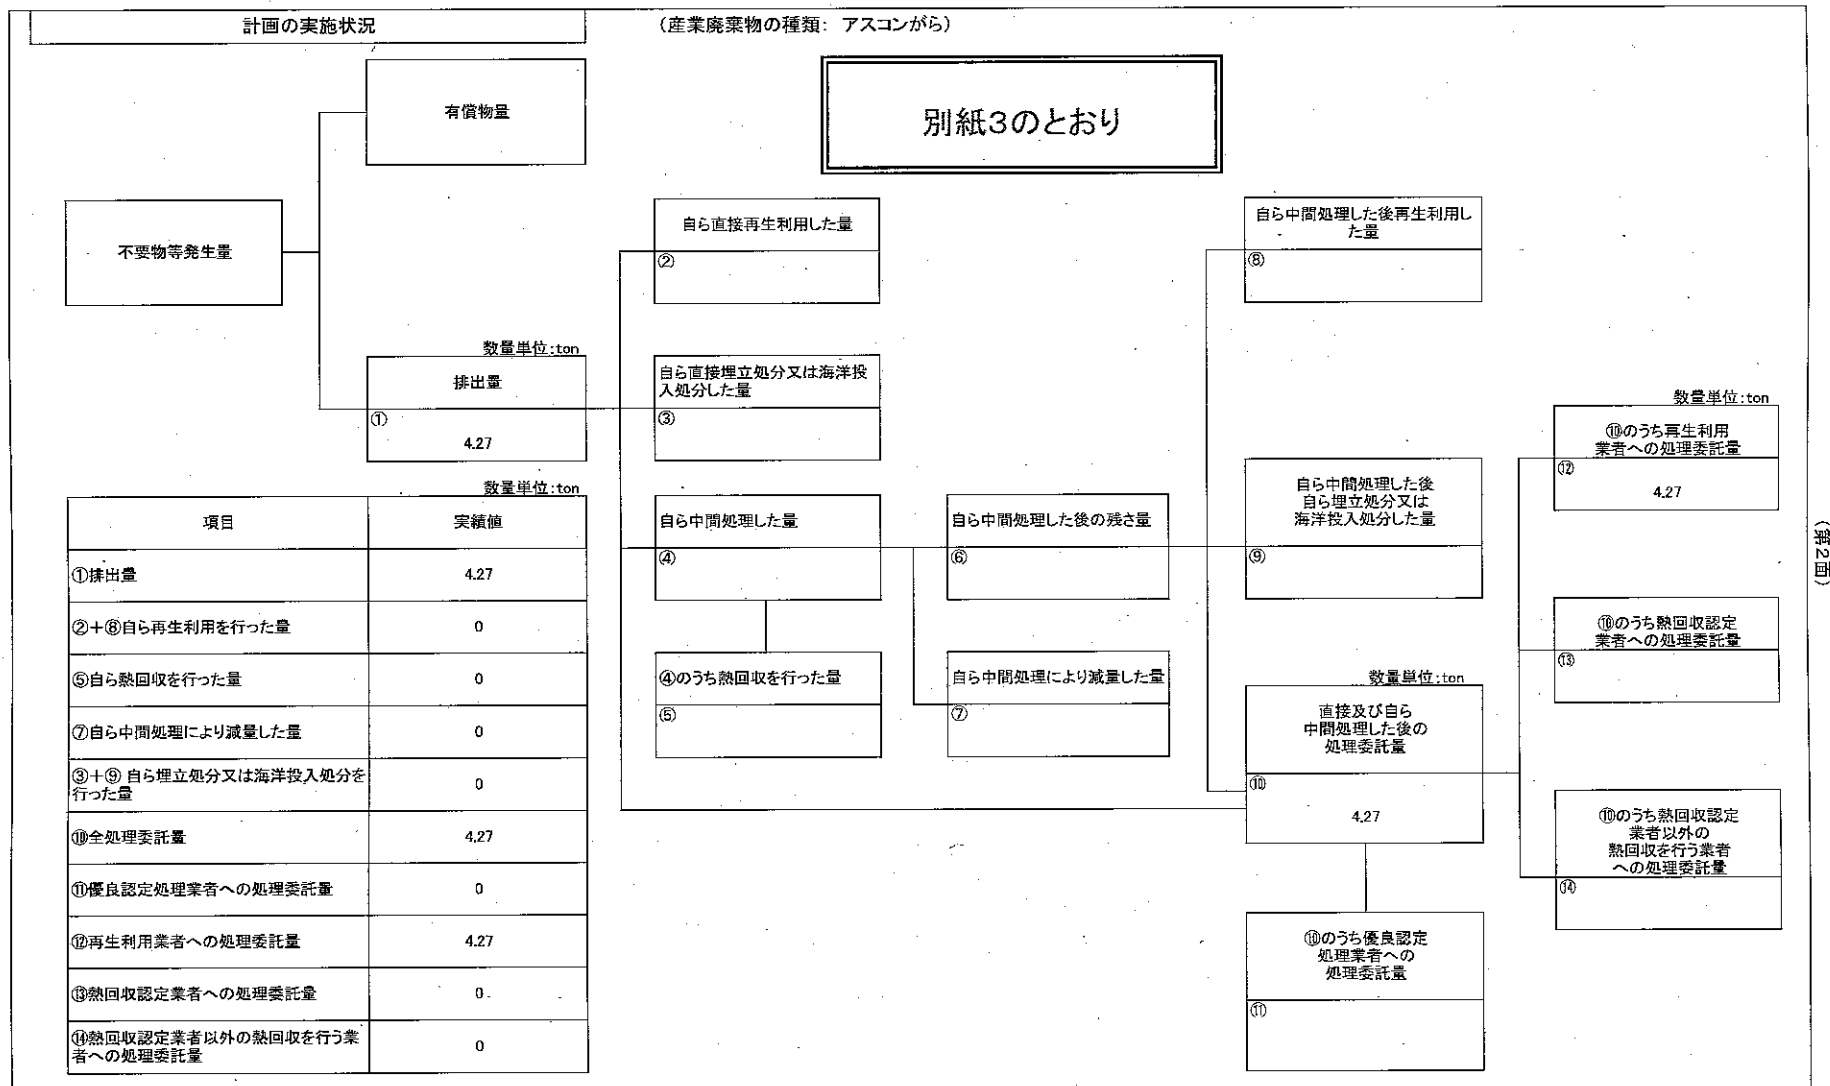 計画の実施状況
(産業廃棄物の種類: アスコンがら)
有償物量
別紙3のとおり
不要物等発生量
自ら直接再生利用した量
②
自ら中間処理した後再生利用し
た量
⑧
数量単位:ton
排出量
①
4.27
自ら直接埋立処分又は海洋投
入処分した量
③
数量単位:ton
⑩のうち再生利用
業者への処理委託量
⑫
4.27
自ら中間処理した量
④
自ら中間処理した後の残さ量
⑥
自ら中間処理した後
自ら埋立処分又は
海洋投入処分した量
⑨
(第2面)
⑩のうち熱回収認定
業者への処理委託量
⑬
④のうち熱回収を行った量
⑤
自ら中間処理により減量した量
⑦
数量単位:ton
直接及び自ら
中間処理した後の
処理委託量
⑩
4.27
⑩のうち熱回収認定
業者以外の
熱回収を行う業者
への処理委託量
⑭
⑩のうち優良認定
処理業者への
処理委託量
⑪
数量単位:ton
項目 実績値
①排出量 4.27
②+⑧自ら再生利用を行った量 0
⑤自ら熱回収を行った量 0
⑦自ら中間処理により減量した量 0
③+⑨ 自ら埋立処分又は海洋投入処分を
行った量 0
⑩全処理委託量 4.27
⑪優良認定処理業者への処理委託量 0
⑫再生利用業者への処理委託量 4.27
⑬熱回収認定業者への処理委託量 0
⑭熱回収認定業者以外の熱回収を行う業
者への処理委託量 0